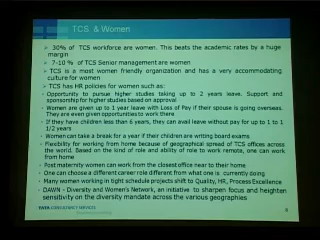 TCS & Women
30% of TCS workforce are women. This beats the academic rates by a huge
margin
7-10 % of TCS Senior management are women
TCS is a most women friendly organization and has a very accommodating
culture for women
TCS has HR policies for women such as:
- Opportunity to pursue higher studies taking up to 2 years leave. Support and
sponsorship for higher studies based on approval
- Women are given up to 1 year leave with Loss of Pay if their spouse is going overseas.
They are even given opportunities to work there
- If they have children less than 6 years, they can avail leave without pay for up to 1 to 1
1/2 years
- Women can take a break for a year if their children are writing board exams
- Flexibility for working from home because of geographical spread of TCS offices across
the world. Based on the kind of role and ability of role to work remote, one can work
from home
- Post maternity women can work from the closest office near to their home
- One can choose a different career role different from what one is currently doing
- Many women working in tight schedule projects shift to Quality, HR, Process Excellence
- DAWN - Diversity and Women's Network, an initiative to sharpen focus and heighten
sensitivity on the diversity mandate across the various geographies
TATA CONSULTANCY SERVICES